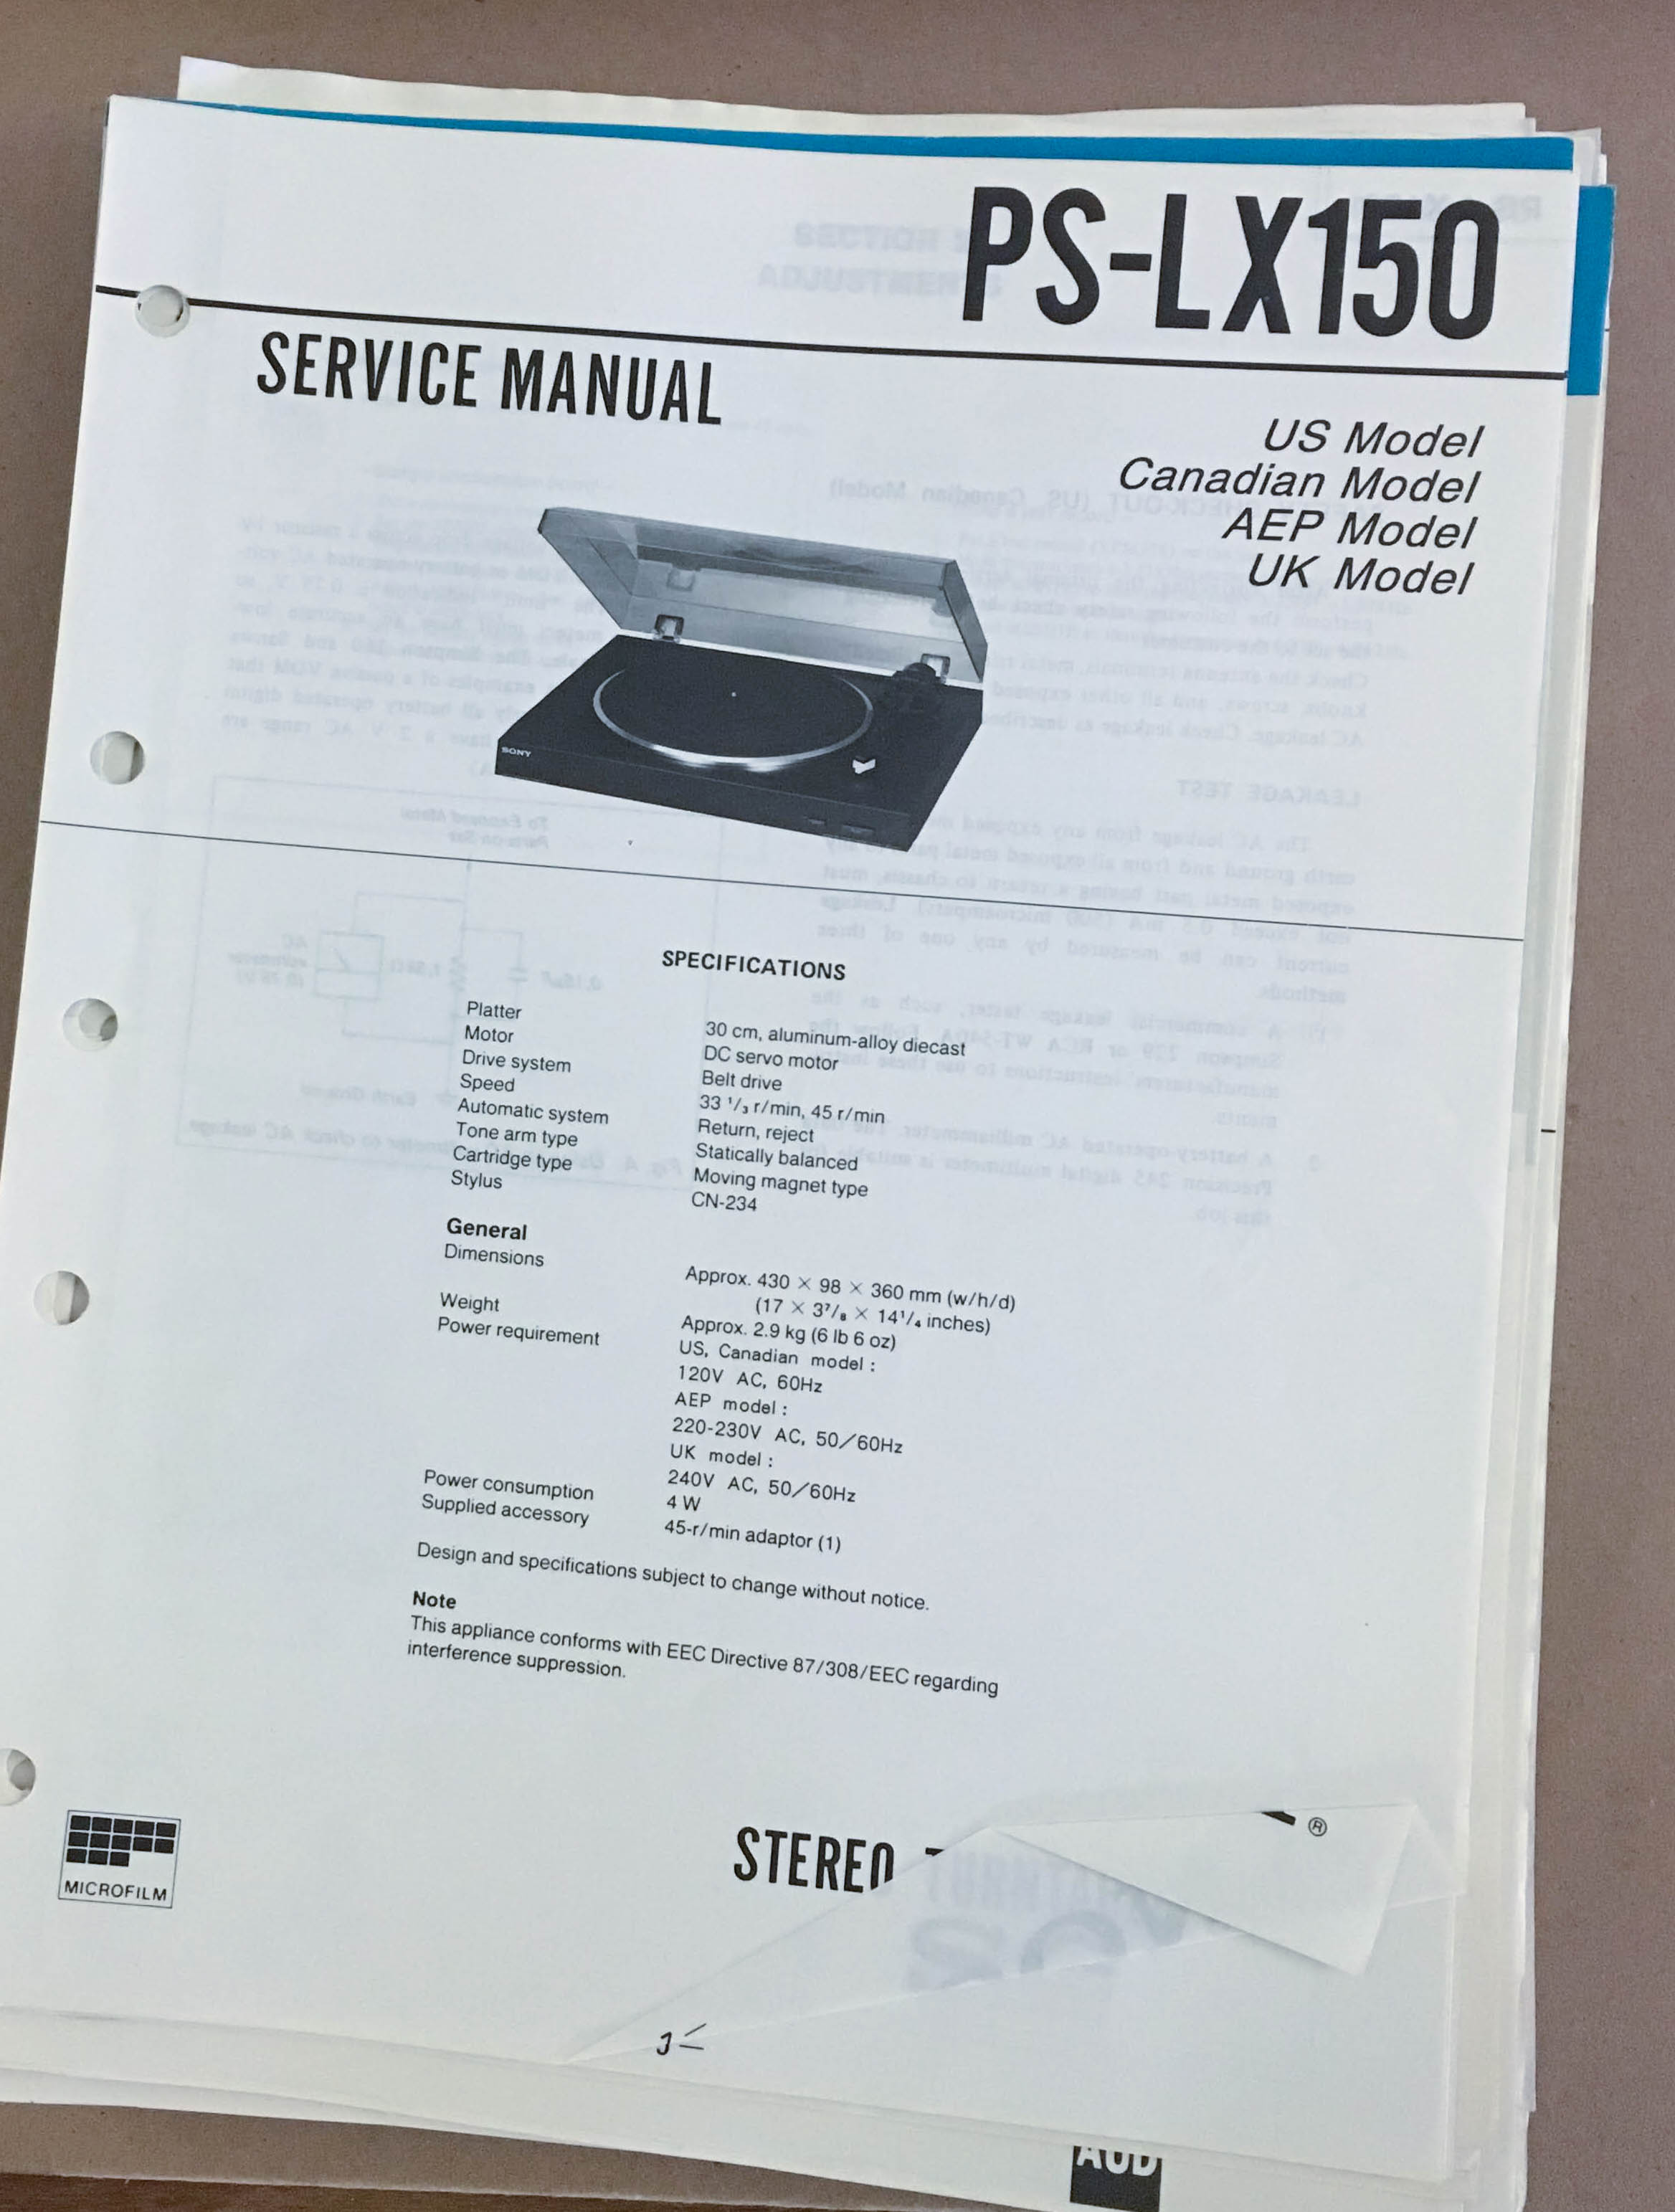 PS-LX150
SERVICE MANUAL
US Model
Canadian Model
AEP Model
UK Model
SONY
SPECIFICATIONS
Platter 30 cm, aluminum-alloy diecast
Motor DC servo motor
Drive system Belt drive
Speed 33 1/3 r/min, 45 r/min
Automatic system Return, reject
Tone arm type Statically balanced
Cartridge type Moving magnet type
Stylus CN-234
General
Dimensions Approx. 430 × 98 × 360 mm (w/h/d)
(17 × 3 7/8 × 14 1/4 inches)
Weight Approx. 2.9 kg (6 lb 6 oz)
Power requirement US, Canadian model :
120V AC, 60Hz
AEP model :
220-230V AC, 50/60Hz
UK model :
240V AC, 50/60Hz
Power consumption 4 W
Supplied accessory 45-r/min adaptor (1)
Design and specifications subject to change without notice.
Note
This appliance conforms with EEC Directive 87/308/EEC regarding
interference suppression.
MICROFILM
STEREO
®
AUD